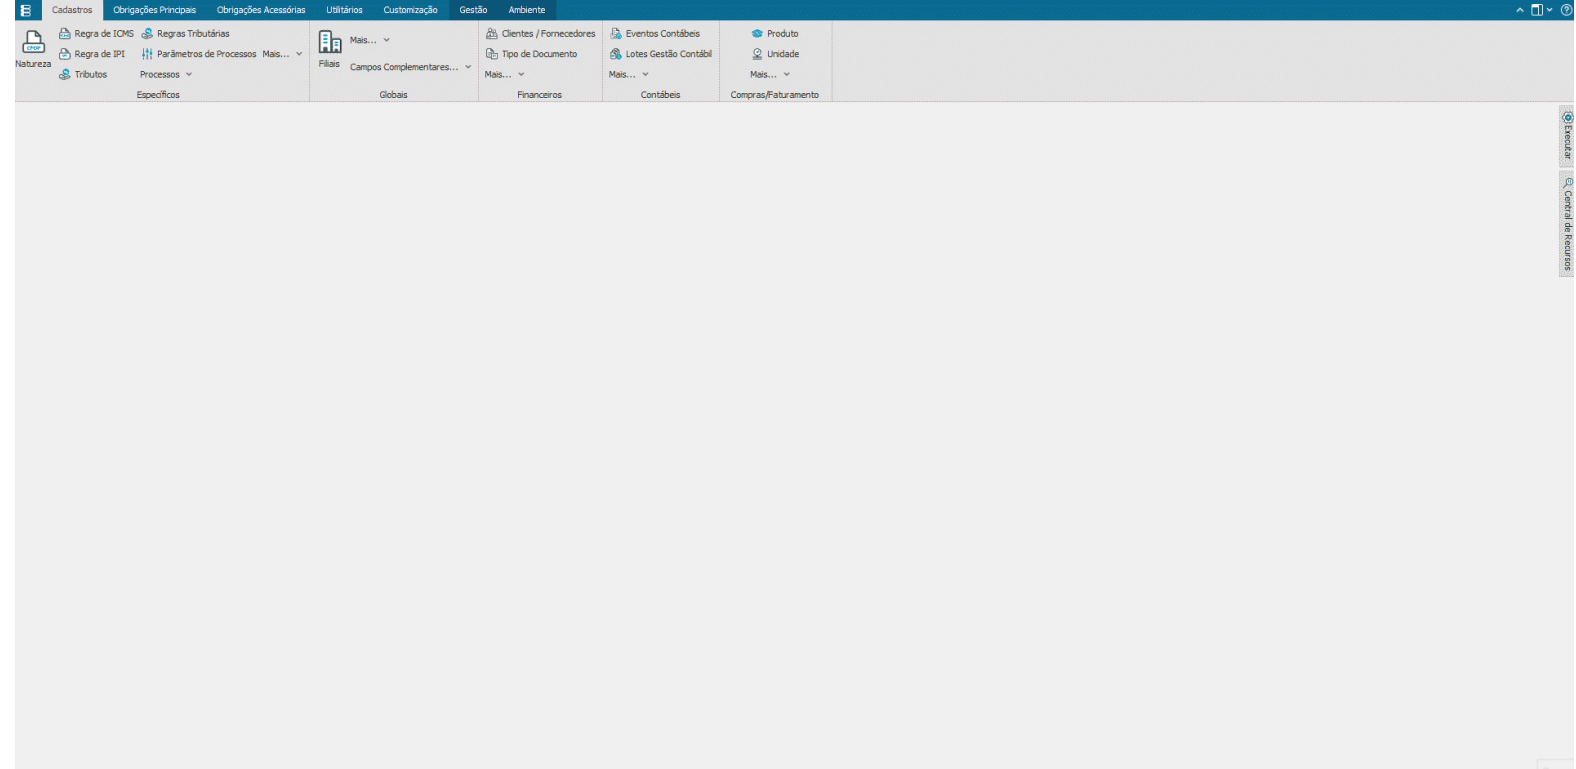 Cadastros Obrigações Principais Obrigações Acessórias Utilitários Customização Gestão Ambiente
Natureza
Regra de ICMS
Regra de IPI
Tributos
Regras Tributárias
Parâmetros de Processos Mais...
Processos
Específicos
Filiais
Mais...
Campos Complementares...
Globais
Clientes / Fornecedores
Tipo de Documento
Mais...
Financeiros
Eventos Contábeis
Lotes Gestão Contábil
Mais...
Contábeis
Produto
Unidade
Mais...
Compras/Faturamento
Executar
Central de Recursos